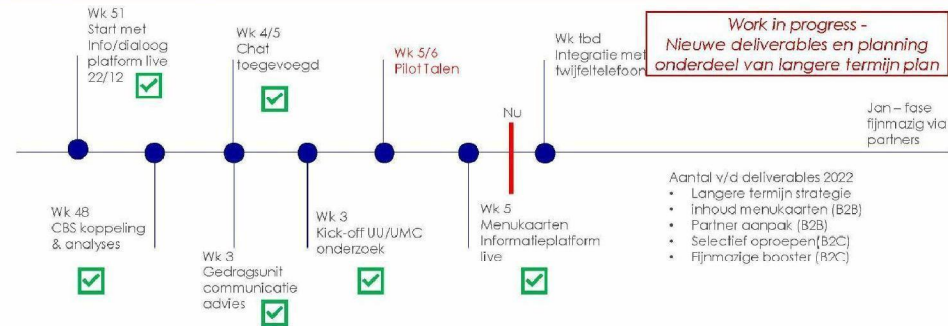 Wk 51
Start met
Info/dialoog
platform live
22/12
Wk 4/5
Chat
toegevoegd
Wk 5/6
Pilot Talen
Wk tbd
Integratie met
twijfeltelefoon
Work in progress -
Nieuwe deliverables en planning
onderdeel van langere termijn plan
Nu
Jan – fase
fijnmazig via
partners
Wk 48
CBS koppeling
& analyses
Wk 3
Gedragsunit
communicatie
advies
Wk 3
Kick-off UU/UMC
onderzoek
Wk 5
Menukaarten
Informatieplatform
live
Aantal v/d deliverables 2022
• Langere termijn strategie
• Inhoud menukaarten (B2B)
• Partner aanpak (B2B)
• Selectief oproepen(B2C)
• Fijnmazige booster (B2C)